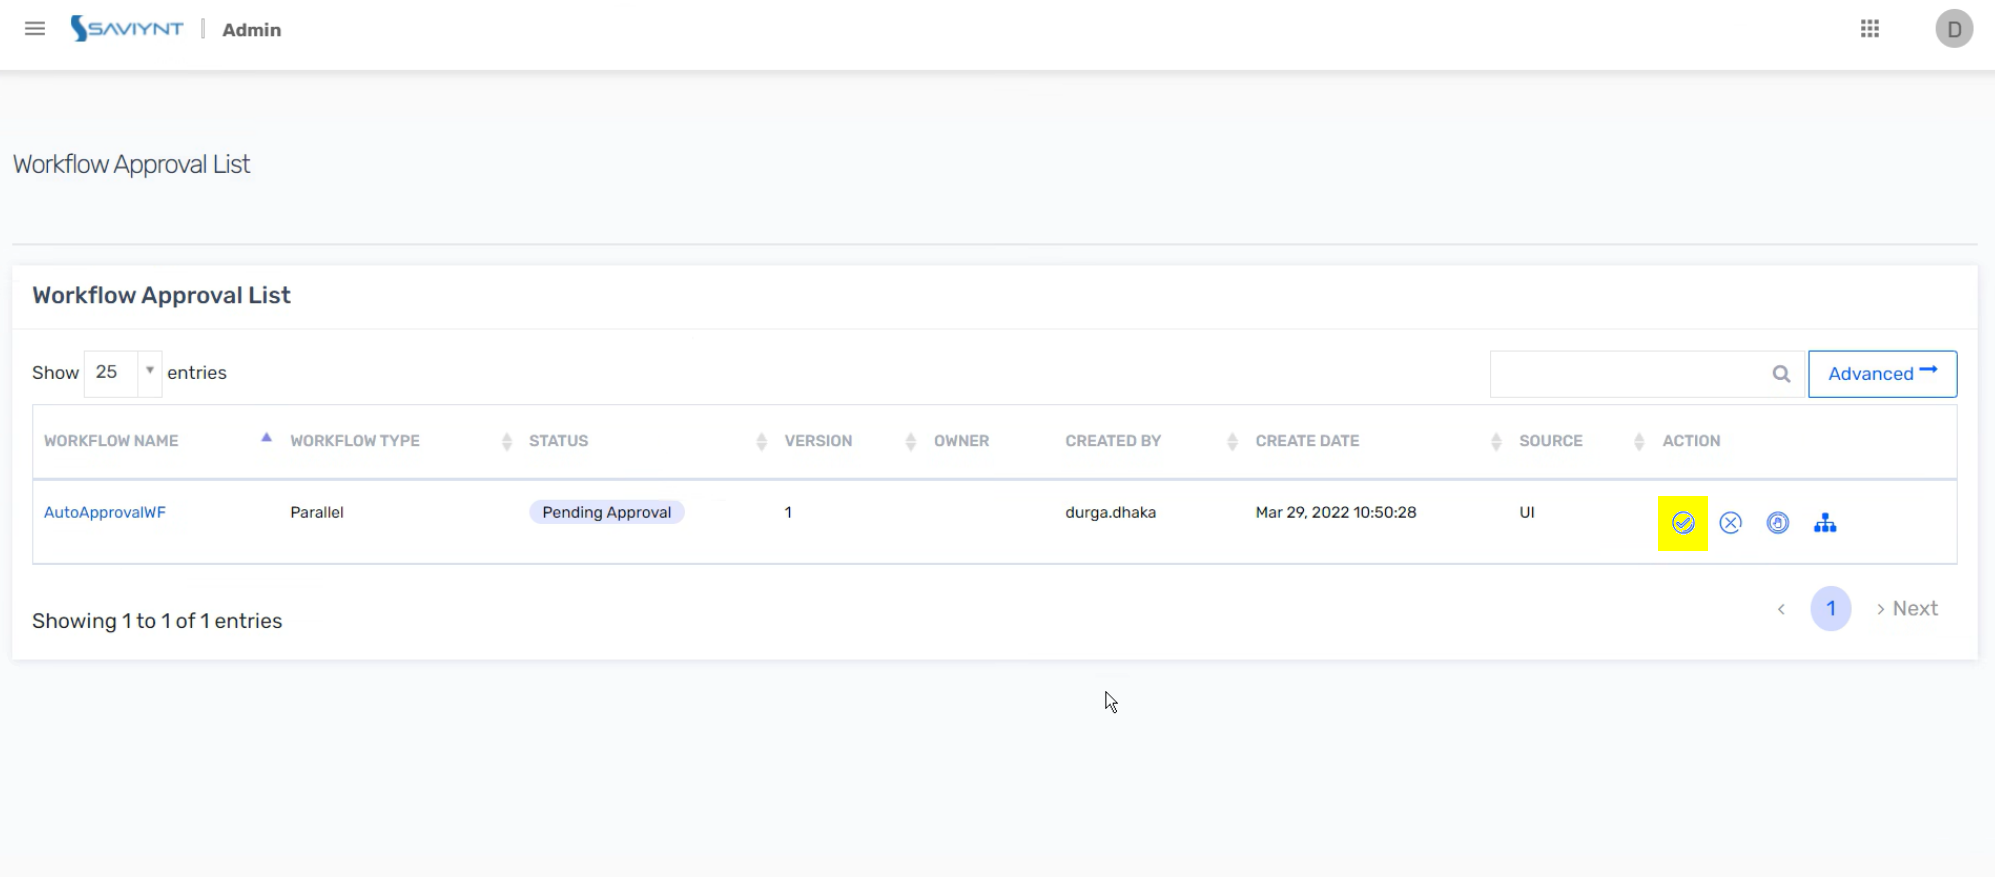 SAVIYNT Admin D
Workflow Approval List
Workflow Approval List
Show 25 entries Advanced
WORKFLOW NAME WORKFLOW TYPE STATUS VERSION OWNER CREATED BY CREATE DATE SOURCE ACTION
AutoApprovalWF Parallel Pending Approval 1 durga.dhaka Mar 29, 2022 10:50:28 UI
Showing 1 to 1 of 1 entries 1 Next